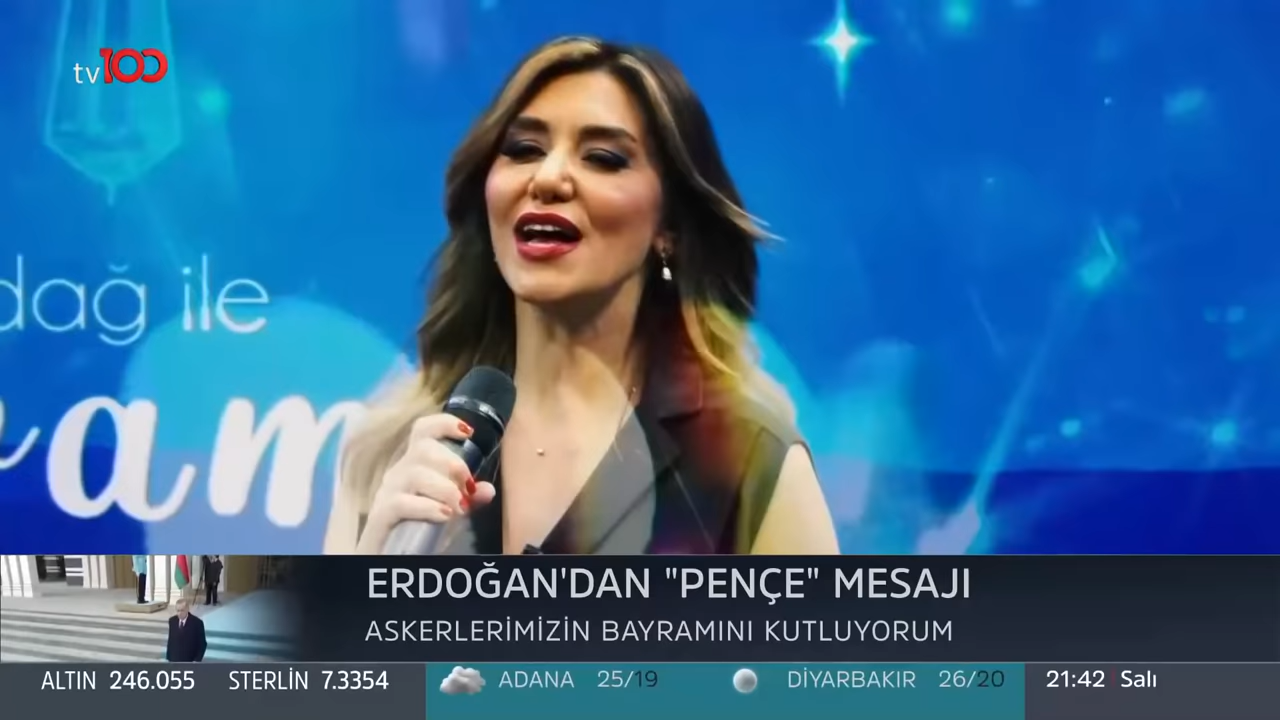 tv100
dağ ile
ram
ERDOĞAN'DAN "PENÇE" MESAJI
ASKERLERİMİZİN BAYRAMINI KUTLUYORUM
ALTIN 246.055 STERLİN 7.3354 ADANA 25/19 DİYARBAKIR 26/20 21:42 Salı